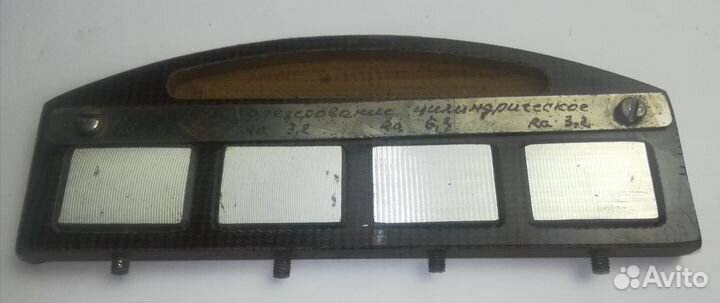 Фрезерование цилиндрическое
Ra 3,2 Ra 6,3 Ra 3,2
Avito